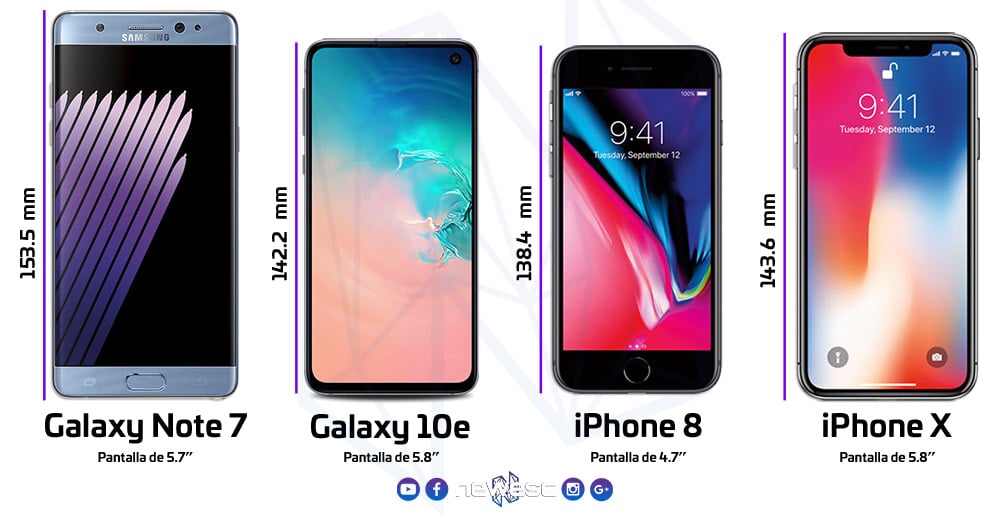 SAMSUNG
153.5 mm
142.2 mm
138.4 mm
100%
9:41
Tuesday, September 12
143.6 mm
9:41
Tuesday, September 12
Galaxy Note 7
Pantalla de 5.7’’
Galaxy 10e
Pantalla de 5.8’’
iPhone 8
Pantalla de 4.7’’
iPhone X
Pantalla de 5.8’’
newesc
G+